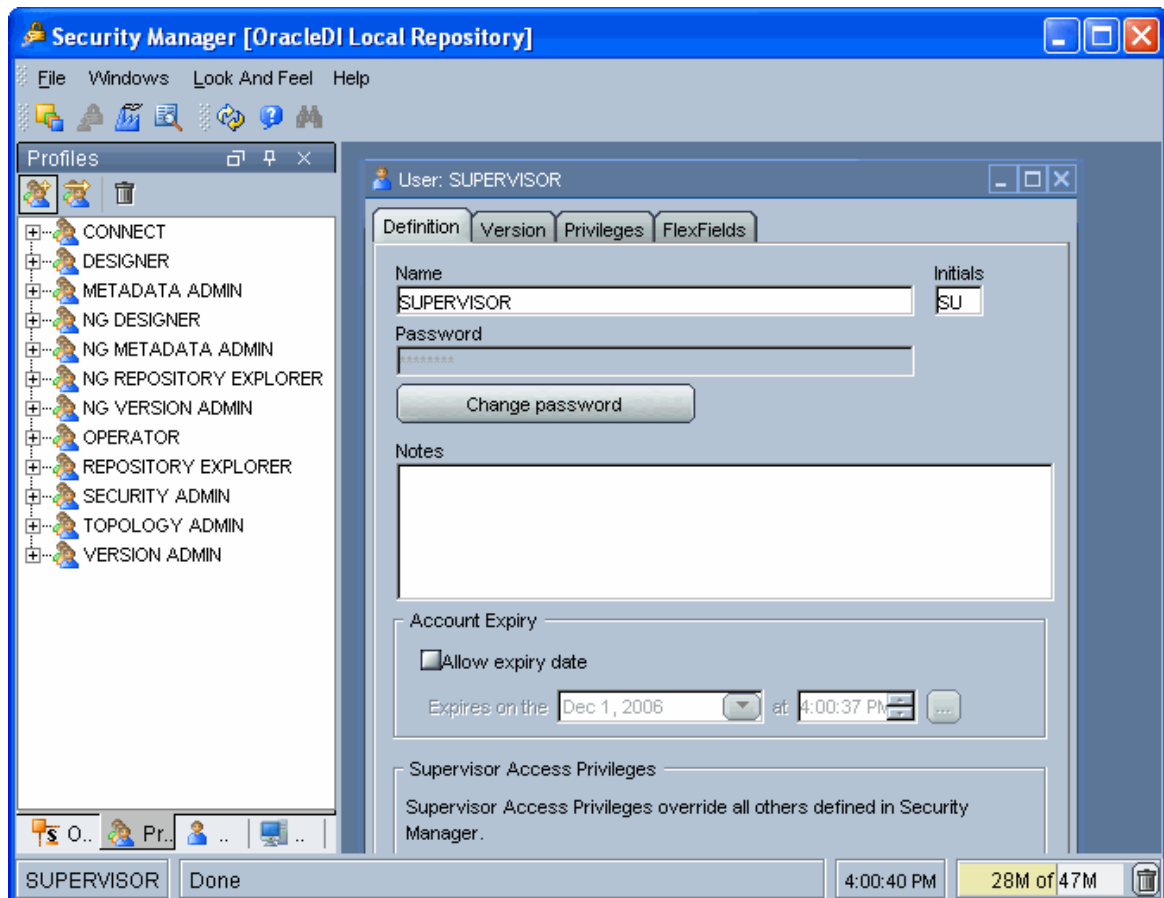 Security Manager [OracleDI Local Repository]
File Windows Look And Feel Help
Profiles
CONNECT
DESIGNER
METADATA ADMIN
NG DESIGNER
NG METADATA ADMIN
NG REPOSITORY EXPLORER
NG VERSION ADMIN
OPERATOR
REPOSITORY EXPLORER
SECURITY ADMIN
TOPOLOGY ADMIN
VERSION ADMIN
O.. Pr.. .. ..
User: SUPERVISOR
Definition Version Privileges FlexFields
Name Initials
SUPERVISOR SU
Password
********
Change password
Notes
Account Expiry
Allow expiry date
Expires on the Dec 1, 2006 at 4:00:37 PM ...
Supervisor Access Privileges
Supervisor Access Privileges override all others defined in Security
Manager.
SUPERVISOR Done 4:00:40 PM 28M of 47M